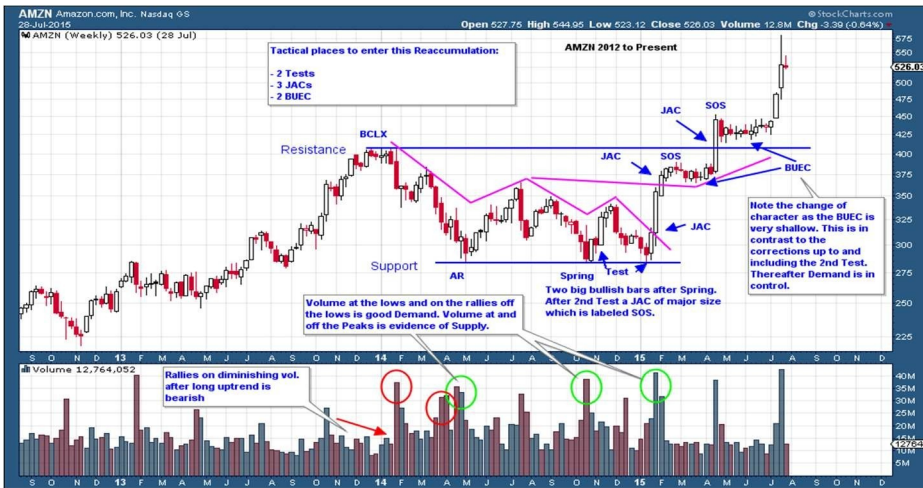 AMZN Amazon.com, Inc. Nasdaq GS
© StockCharts.com
28-Jul-2015
Open 527.75 High 544.95 Low 523.12 Close 526.03 Volume 12.8M Chg -3.39 (-0.64%)
AMZN (Weekly) 526.03 (28 Jul)
Tactical places to enter this Reaccumulation:
- 2 Tests
- 3 JACs
- 2 BUEC
AMZN 2012 to Present
575
550
526.03
500
475
450
425
400
375
350
325
300
275
250
225
BCLX
Resistance
JAC
SOS
JAC
SOS
BUEC
JAC
Note the change of
character as the BUEC is
very shallow. This is in
contrast to the
corrections up to and
including the 2nd Test.
Thereafter Demand is in
control.
Support
AR
Spring
Test
Two big bullish bars after Spring.
After 2nd Test a JAC of major size
which is labeled SOS.
Volume at the lows and on the rallies off
the lows is good Demand. Volume at and
off the Peaks is evidence of Supply.
S O N D 13 F M A M J J A S O N D 14 F M A M J J A S O N D 15 F M A M J J A S O N D
Volume 12,764,052
Rallies on diminishing vol.
after long uptrend is
bearish
40M
35M
30M
25M
20M
15M
12764
5M
S O N D 13 F M A M J J A S O N D 14 F M A M J J A S O N D 15 F M A M J J A S O N D